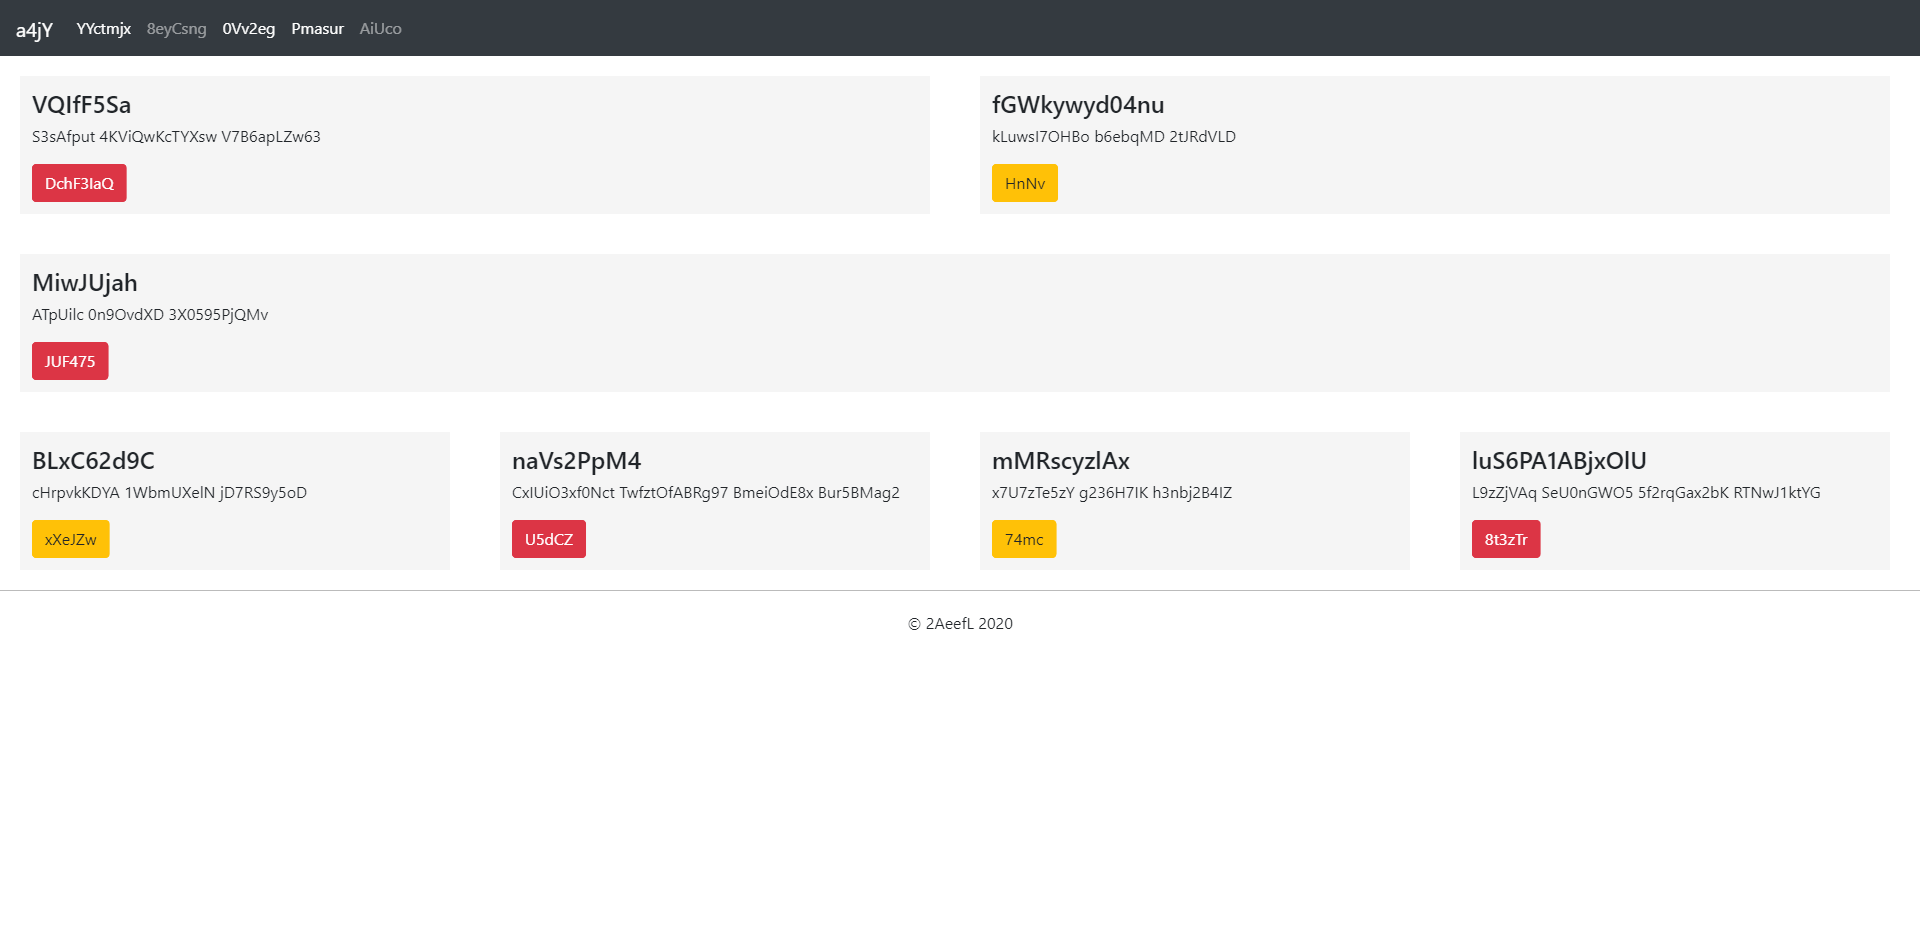 a4jY YYctmjx 8eyCsng 0Vv2eg Pmasur AiUco
VQIfF5Sa
S3sAfput 4KViQwKcTYXsw V7B6apLZw63
DchF3IaQ
fGWkywyd04nu
kLuwsI7OHBo b6ebqMD 2tJRdVLD
HnNv
MiwJUjah
ATpUilc 0n9OvdXD 3X0595PjQMv
JUF475
BLxC62d9C
cHrpvkKDYA 1WbmUXelN jD7RS9y5oD
xXeJZw
naVs2PpM4
CxIUiO3xf0Nct TwfztOfABRg97 BmeiOdE8x Bur5BMag2
U5dCZ
mMRscyzlAx
x7U7zTe5zY g236H7IK h3nbj2B4IZ
74mc
luS6PA1ABjxOlU
L9zZjVAq SeU0nGWO5 5f2rqGax2bK RTNwJ1ktYG
8t3zTr
© 2AeefL 2020